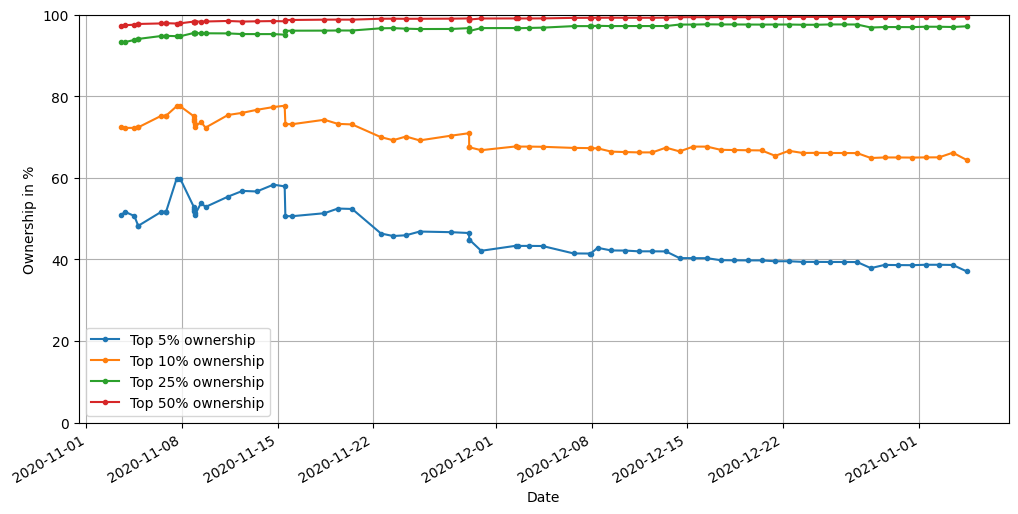 100
80
60
40
20
0
Ownership in %
Top 5% ownership
Top 10% ownership
Top 25% ownership
Top 50% ownership
2020-11-01
2020-11-08
2020-11-15
2020-11-22
2020-12-01
2020-12-08
2020-12-15
2020-12-22
2021-01-01
Date